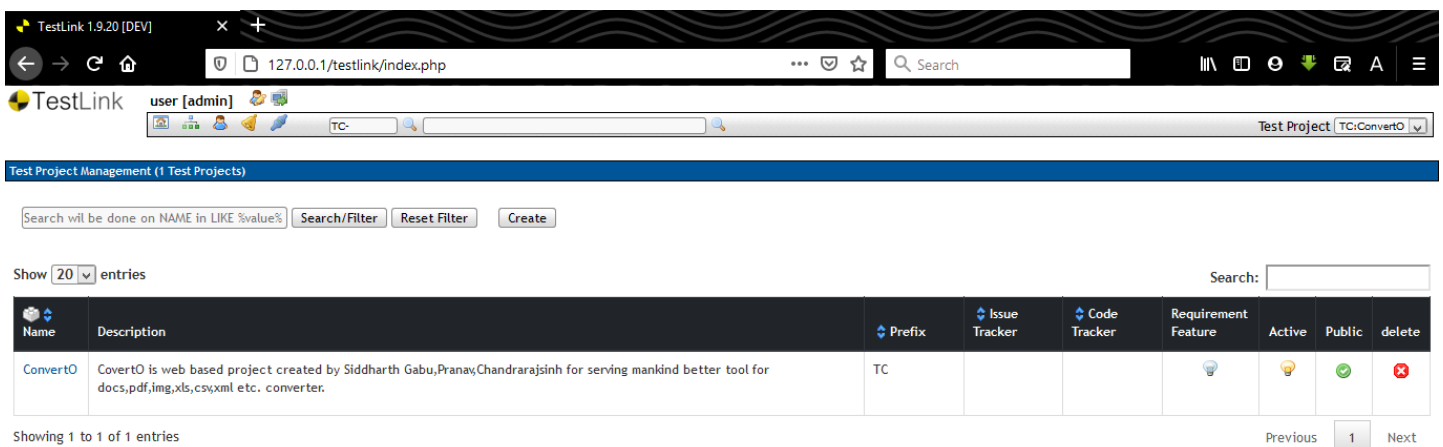 TestLink 1.9.20 [DEV]
127.0.0.1/testlink/index.php
Search
TestLink
user [admin]
TC-
Test Project TC:ConvertO
Test Project Management (1 Test Projects)
Search wil be done on NAME in LIKE %value% Search/Filter Reset Filter Create
Show 20 entries
Search:
Name Description Prefix Issue Tracker Code Tracker Requirement Feature Active Public delete
ConvertO CovertO is web based project created by Siddharth Gabu,Pranav,Chandrarajsinh for serving mankind better tool for TC
docs,pdf,img,xls,csv,xml etc. converter.
Showing 1 to 1 of 1 entries
Previous 1 Next